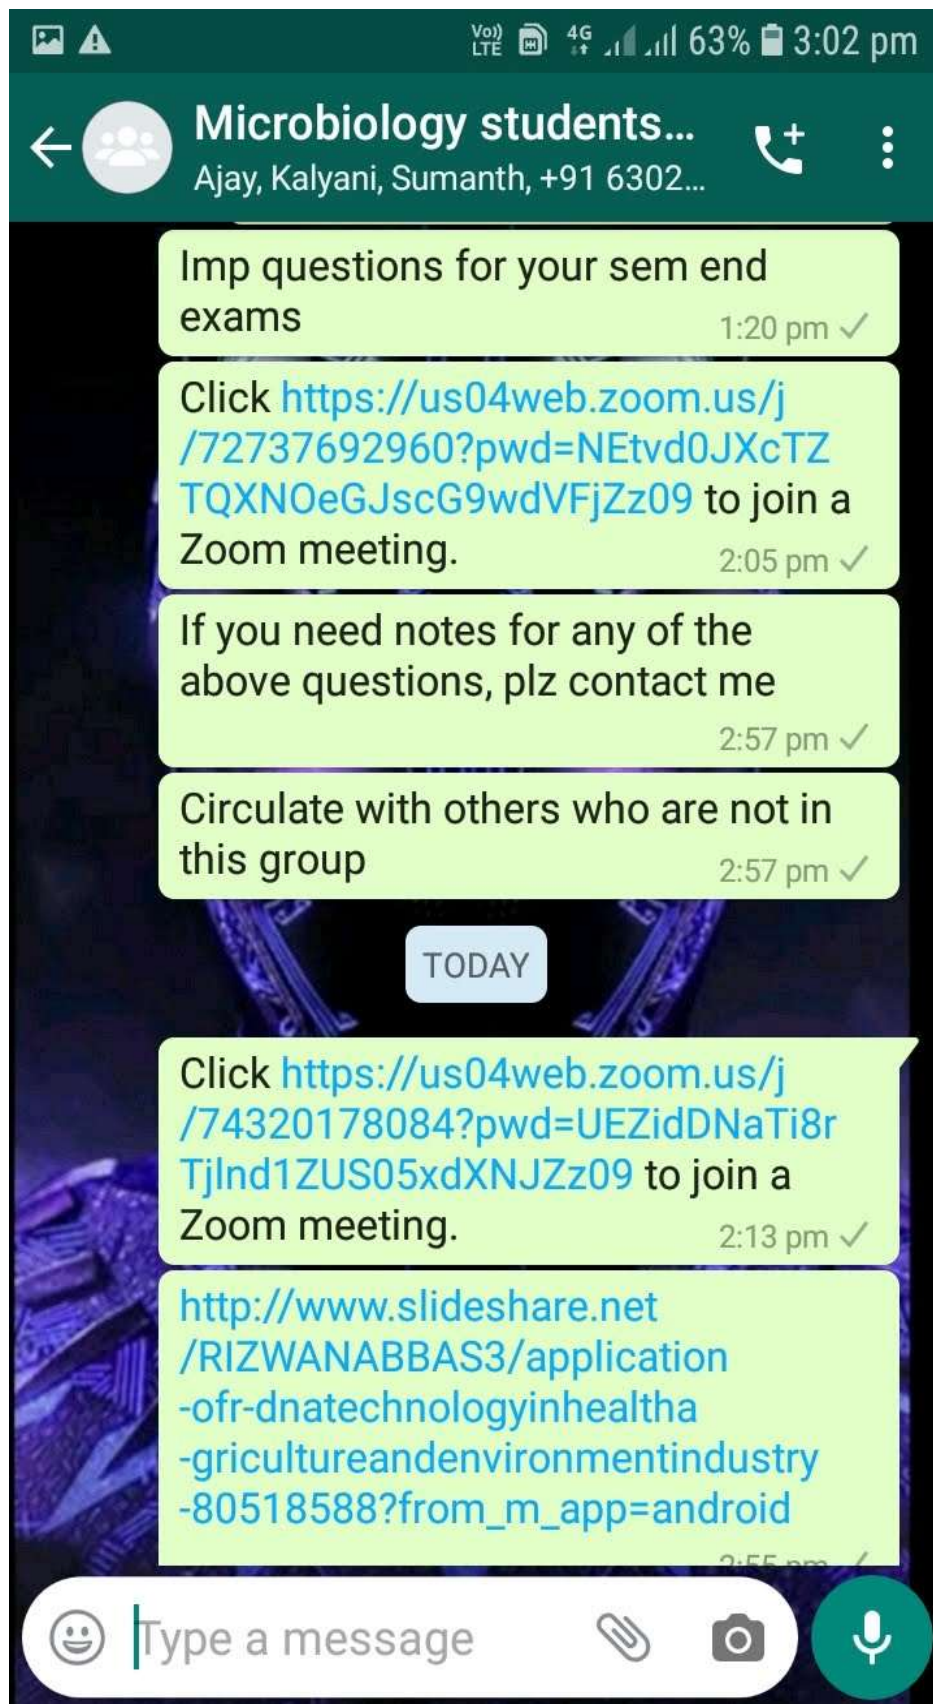 Vo)) LTE 4G 63% 3:02 pm
Microbiology students...
Ajay, Kalyani, Sumanth, +91 6302...
Imp questions for your sem end
exams
1:20 pm
Click https://us04web.zoom.us/j
/72737692960?pwd=NEtvd0JXcTZ
TQXNOeGJscG9wdVFjZz09 to join a
Zoom meeting.
2:05 pm
If you need notes for any of the
above questions, plz contact me
2:57 pm
Circulate with others who are not in
this group
2:57 pm
TODAY
Click https://us04web.zoom.us/j
/74320178084?pwd=UEZidDNaTi8r
Tjlnd1ZUS05xdXNJZz09 to join a
Zoom meeting.
2:13 pm
http://www.slideshare.net
/RIZWANABBAS3/application
-ofr-dnatechnologyinhealtha
-gricultureandenvironmentindustry
-80518588?from_m_app=android
2:55 pm
Type a message